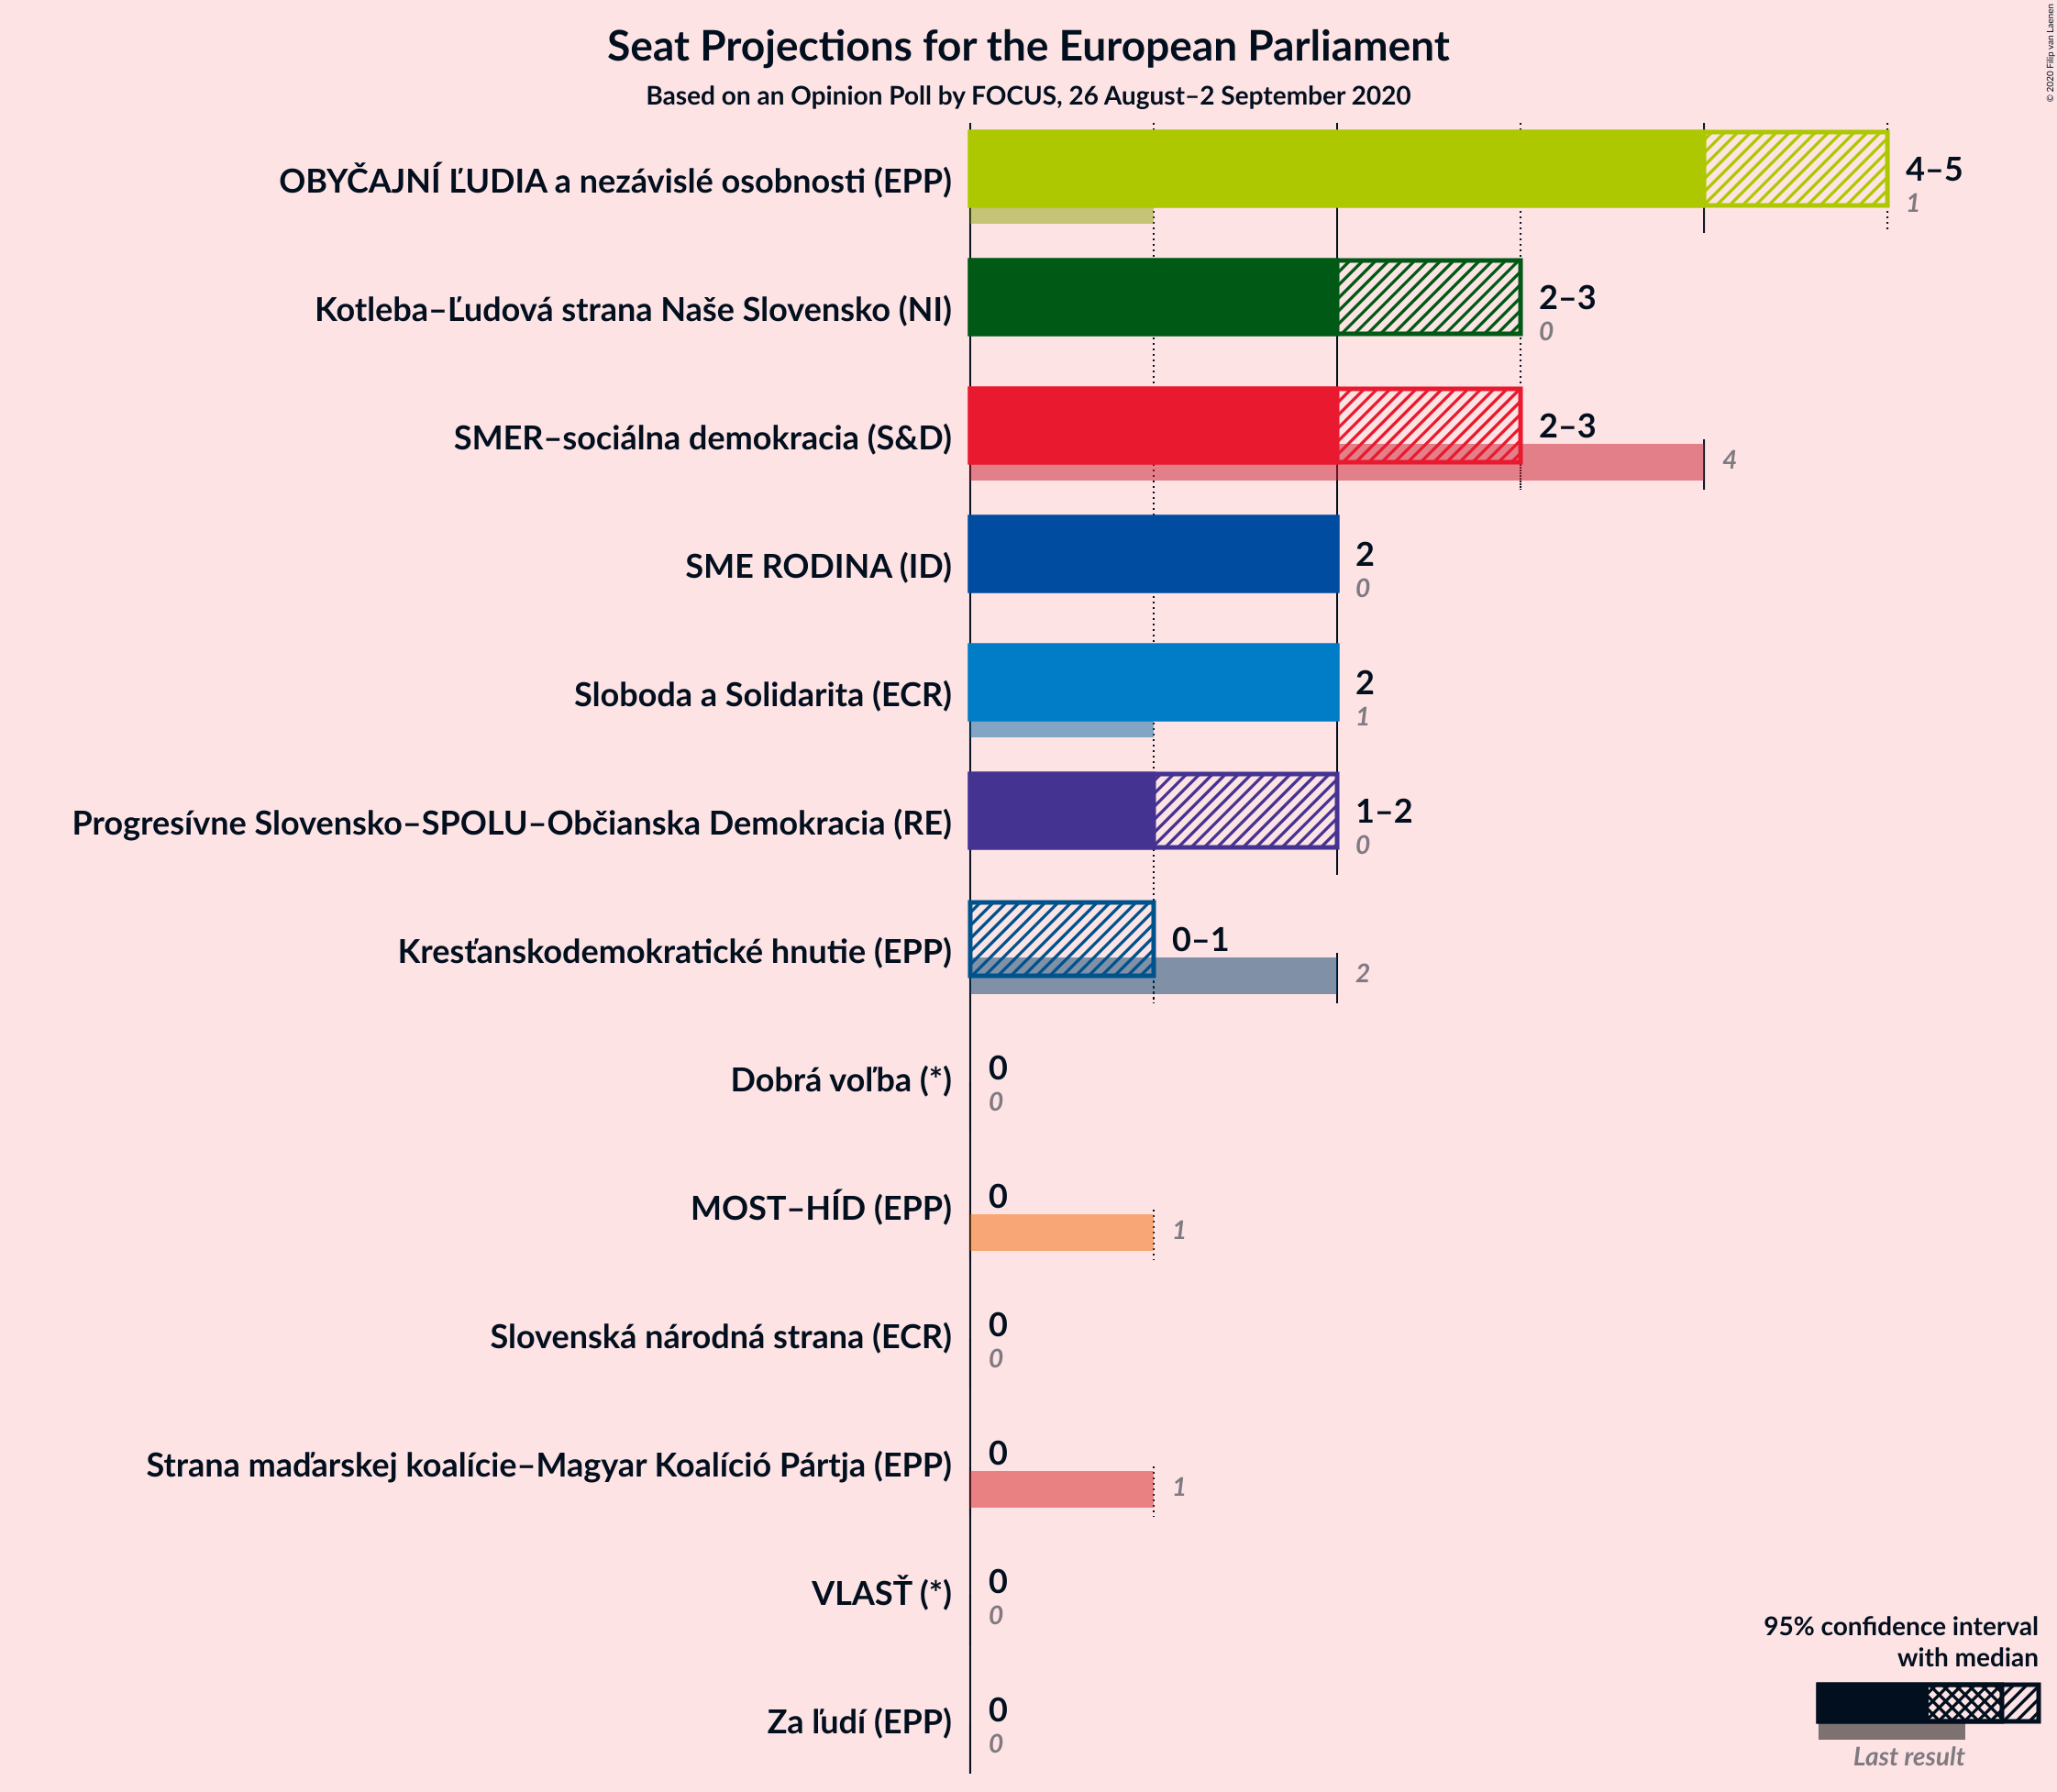 Seat Projections for the European Parliament
Based on an Opinion Poll by FOCUS, 26 August–2 September 2020
© 2020 Filip van Laenen
OBYČAJNÍ ĽUDIA a nezávislé osobnosti (EPP)
4–5
1
Kotleba–Ľudová strana Naše Slovensko (NI)
2–3
0
SMER–sociálna demokracia (S&D)
2–3
4
SME RODINA (ID)
2
0
Sloboda a Solidarita (ECR)
2
1
Progresívne Slovensko–SPOLU–Občianska Demokracia (RE)
1–2
0
Kresťanskodemokratické hnutie (EPP)
0–1
2
Dobrá voľba (*)
0
0
MOST–HÍD (EPP)
0
1
Slovenská národná strana (ECR)
0
0
Strana maďarskej koalície–Magyar Koalíció Pártja (EPP)
0
1
VLASŤ (*)
0
0
Za ľudí (EPP)
0
0
95% confidence interval
with median
Last result